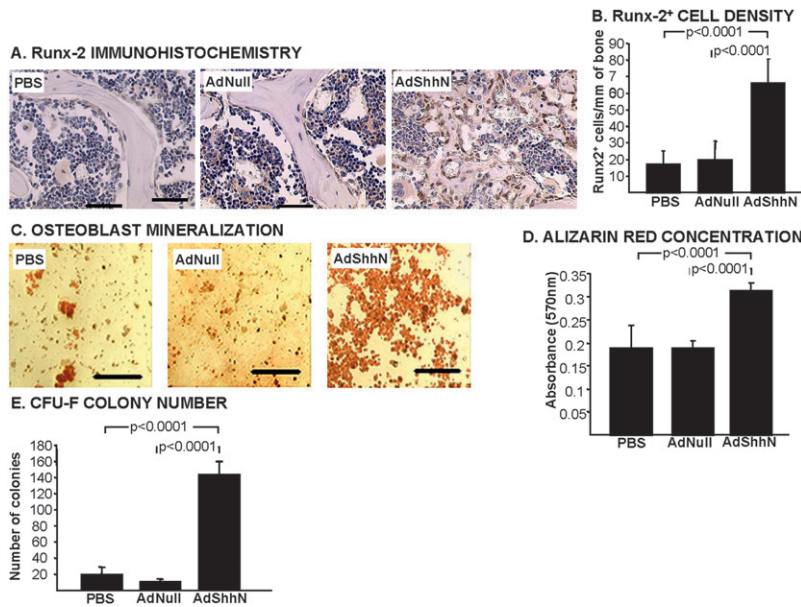 A. Runx-2 IMMUNOHISTOCHEMISTRY
PBS
AdNull
AdShhN
B. Runx-2⁺ CELL DENSITY
p<0.0001
p<0.0001
Runx2⁺ cells/mm of bone
90
80
70
60
50
40
30
20
10
PBS AdNull AdShhN
C. OSTEOBLAST MINERALIZATION
PBS
AdNull
AdShhN
D. ALIZARIN RED CONCENTRATION
p<0.0001
p<0.0001
Absorbance (570nm)
0.3
0.25
0.2
0.15
0.1
0.05
PBS AdNull AdShhN
E. CFU-F COLONY NUMBER
p<0.0001
p<0.0001
Number of colonies
180
160
140
120
100
80
60
40
20
PBS AdNull AdShhN